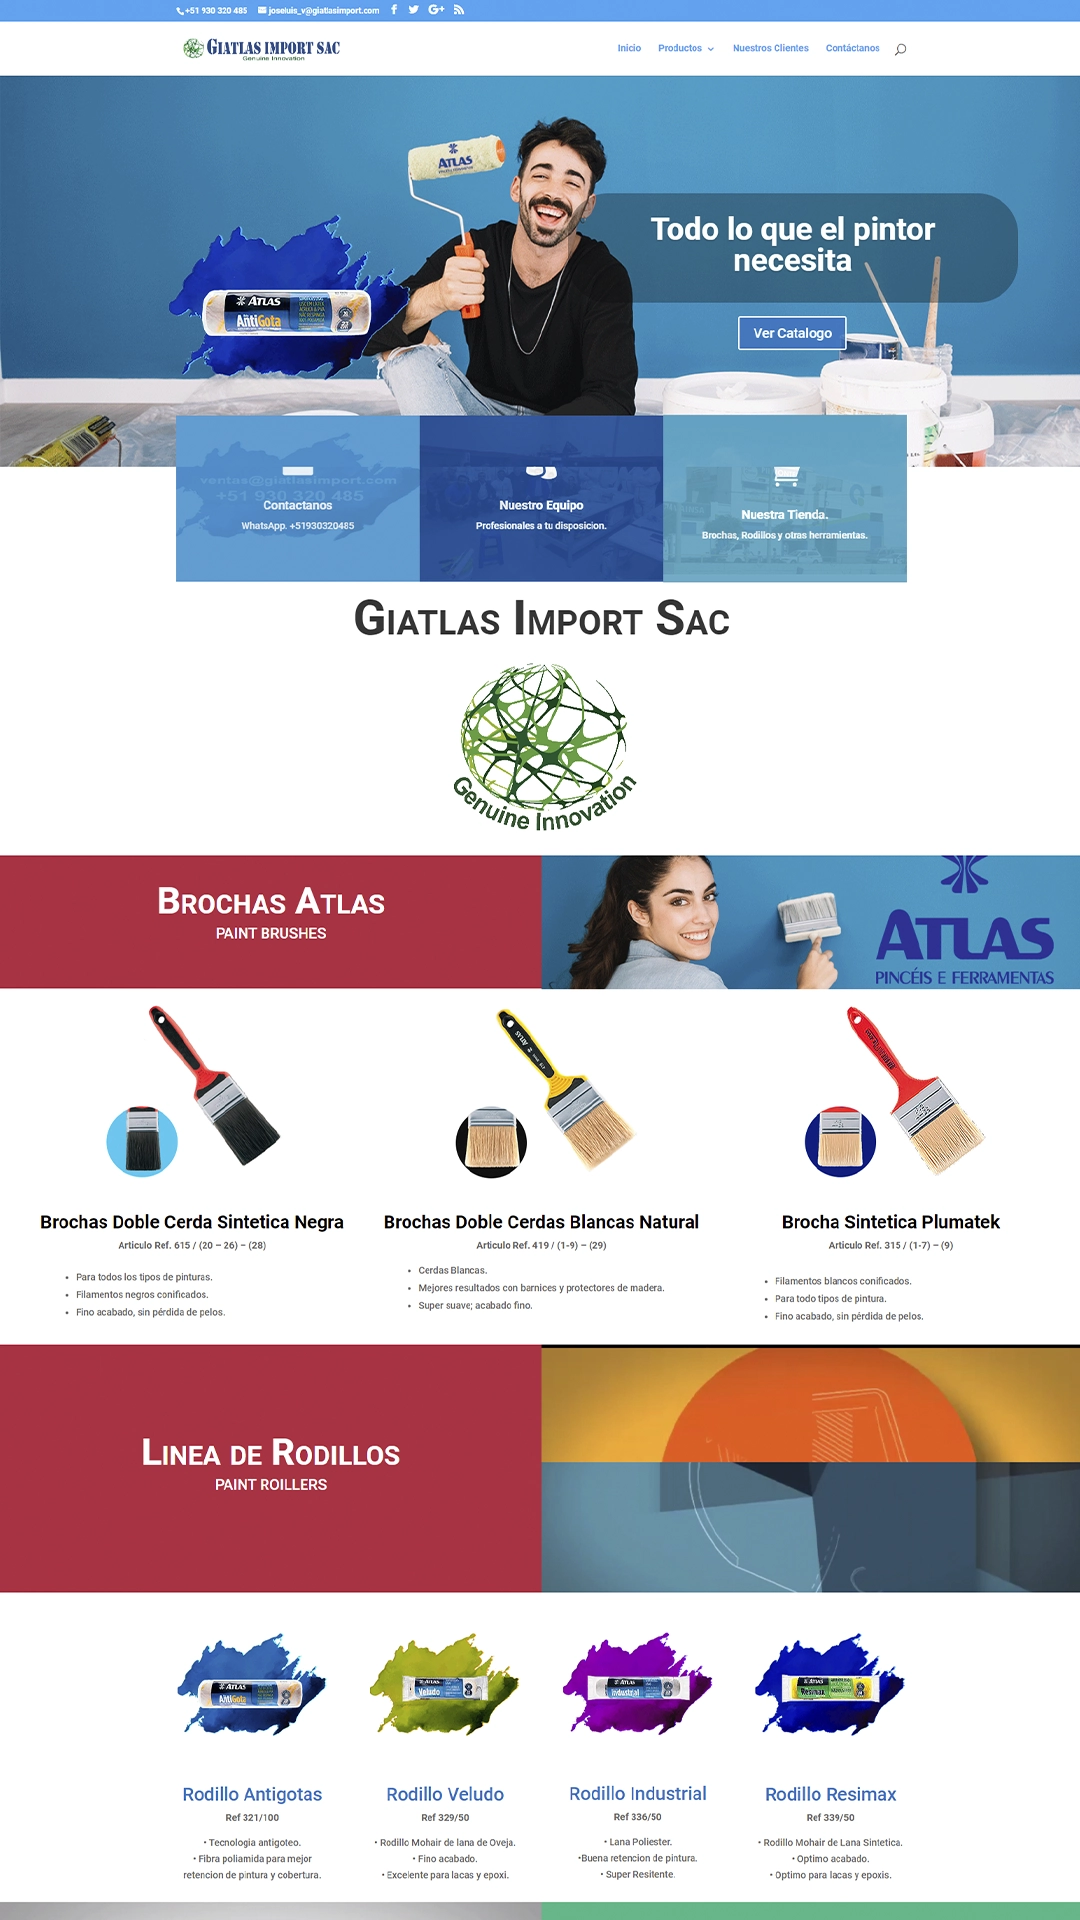 +51 930 320 485 joseluis_v@giatlasimport.com
GIATLAS IMPORT SAC
Genuine Innovation
Inicio Productos Nuestros Clientes Contáctanos
ATLAS
Todo lo que el pintor
necesita
ATLAS
AntiGota
Ver Catalogo
ventas@giatlasimport.com
+51 930 320 485
Contactanos
WhatsApp. +51930320485
Nuestro Equipo
Profesionales a tu disposicion.
Nuestra Tienda.
Brochas, Rodillos y otras herramientas.
Giatlas Import Sac
Genuine Innovation
Brochas Atlas
PAINT BRUSHES
ATLAS
PINCÉIS E FERRAMENTAS
ATLAS
Brochas Doble Cerda Sintetica Negra
Articulo Ref. 615 / (20 – 26) – (28)
• Para todos los tipos de pinturas.
• Filamentos negros conificados.
• Fino acabado, sin pérdida de pelos.
Brochas Doble Cerdas Blancas Natural
Articulo Ref. 419 / (1-9) – (29)
• Cerdas Blancas.
• Mejores resultados con barnices y protectores de madera.
• Super suave; acabado fino.
Brocha Sintetica Plumatek
Articulo Ref. 315 / (1-7) – (9)
• Filamentos blancos conificados.
• Para todo tipos de pintura.
• Fino acabado, sin pérdida de pelos.
Linea de Rodillos
PAINT ROILLERS
ATLAS
AntiGota
ATLAS
Veludo
ATLAS
Industrial
ATLAS
Resimax
Rodillo Antigotas
Ref 321/100
• Tecnologia antigoteo.
• Fibra poliamida para mejor
retencion de pintura y cobertura.
Rodillo Veludo
Ref 329/50
• Rodillo Mohair de lana de Oveja.
• Fino acabado.
• Excelente para lacas y epoxi.
Rodillo Industrial
Ref 336/50
• Lana Poliester.
•Buena retencion de pintura.
• Super Resitente.
Rodillo Resimax
Ref 339/50
• Rodillo Mohair de Lana Sintetica.
• Optimo acabado.
• Optimo para lacas y epoxis.